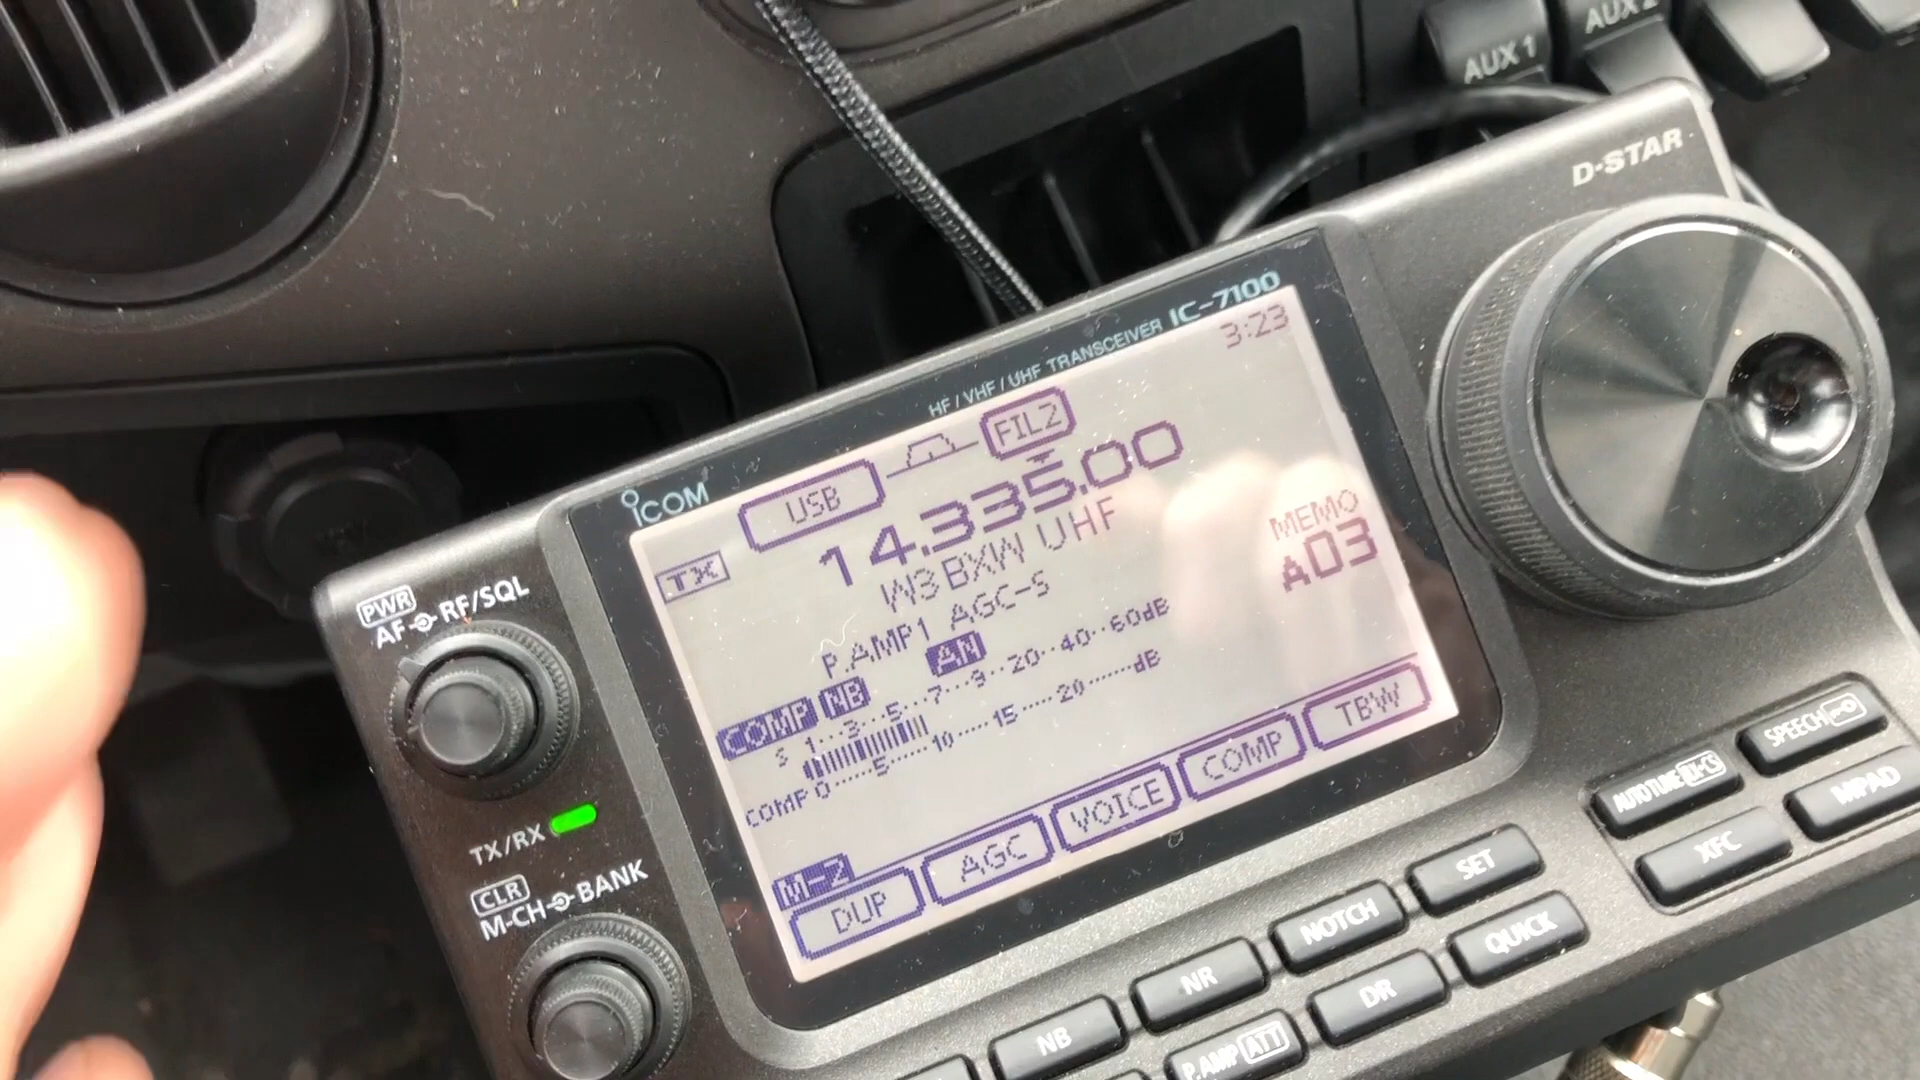 AUX 1
AUX 2
D-STAR
IC-7100
HF/VHF/UHF TRANSCEIVER
ICOM
3:23
USB
FIL2
TX
14.335.00
W3BXW UHF
MEMO
A03
P.AMP1 AGC-S
AN
COMP NB
S 1···3···5···7···9··20··40··60dB
COMP 0·····5·····10·····15·····20······dB
M-2
DUP
AGC
VOICE
COMP
TBW
PWR
AF RF/SQL
TX/RX
CLR
M-CH BANK
SPEECH
AUTOTUNE RX-CS
MPAD
XFC
SET
QUICK
NOTCH
DR
NR
P.AMP ATT
NB